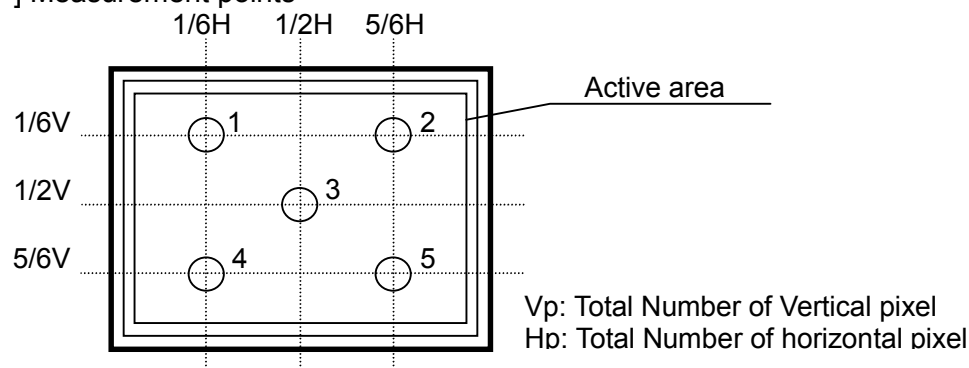 ] Measurement points
1/6H 1/2H 5/6H
Active area
1/6V 1 2
1/2V 3
5/6V 4 5
Vp: Total Number of Vertical pixel
Hp: Total Number of horizontal pixel